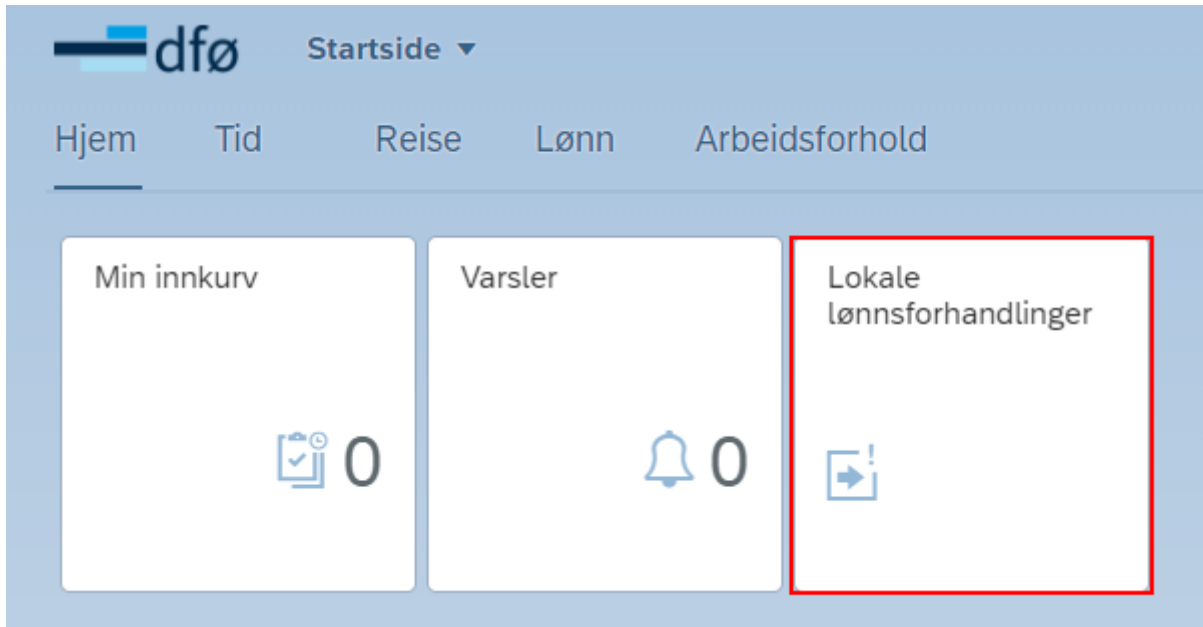 dfø Startside
Hjem Tid Reise Lønn Arbeidsforhold
Min innkurv
0
Varsler
0
Lokale
lønnsforhandlinger